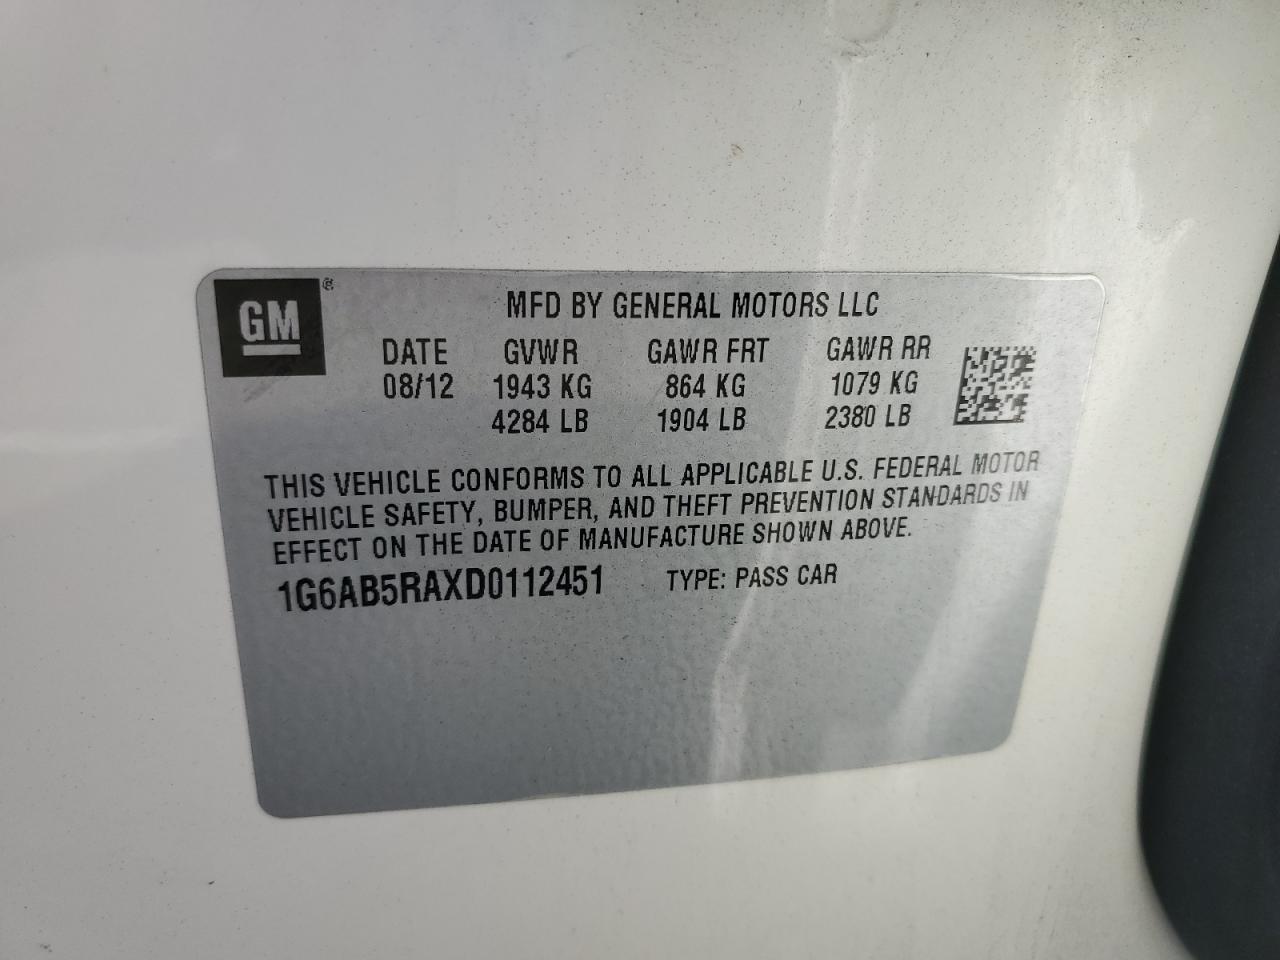 GM ®
MFD BY GENERAL MOTORS LLC
DATE GVWR GAWR FRT GAWR RR
08/12 1943 KG 864 KG 1079 KG
4284 LB 1904 LB 2380 LB
THIS VEHICLE CONFORMS TO ALL APPLICABLE U.S. FEDERAL MOTOR
VEHICLE SAFETY, BUMPER, AND THEFT PREVENTION STANDARDS IN
EFFECT ON THE DATE OF MANUFACTURE SHOWN ABOVE.
1G6AB5RAXD0112451 TYPE: PASS CAR